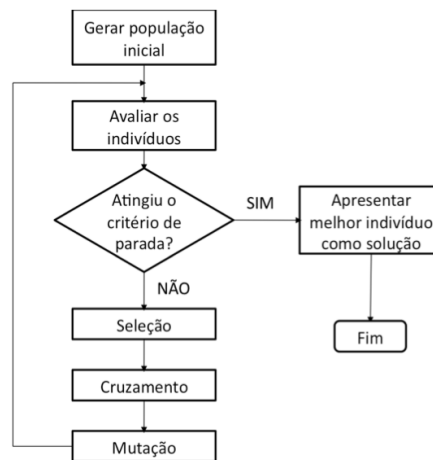 Gerar população
inicial
Avaliar os
indivíduos
Atingiu o
critério de
parada?
SIM
Apresentar
melhor indivíduo
como solução
NÃO
Fim
Seleção
Cruzamento
Mutação